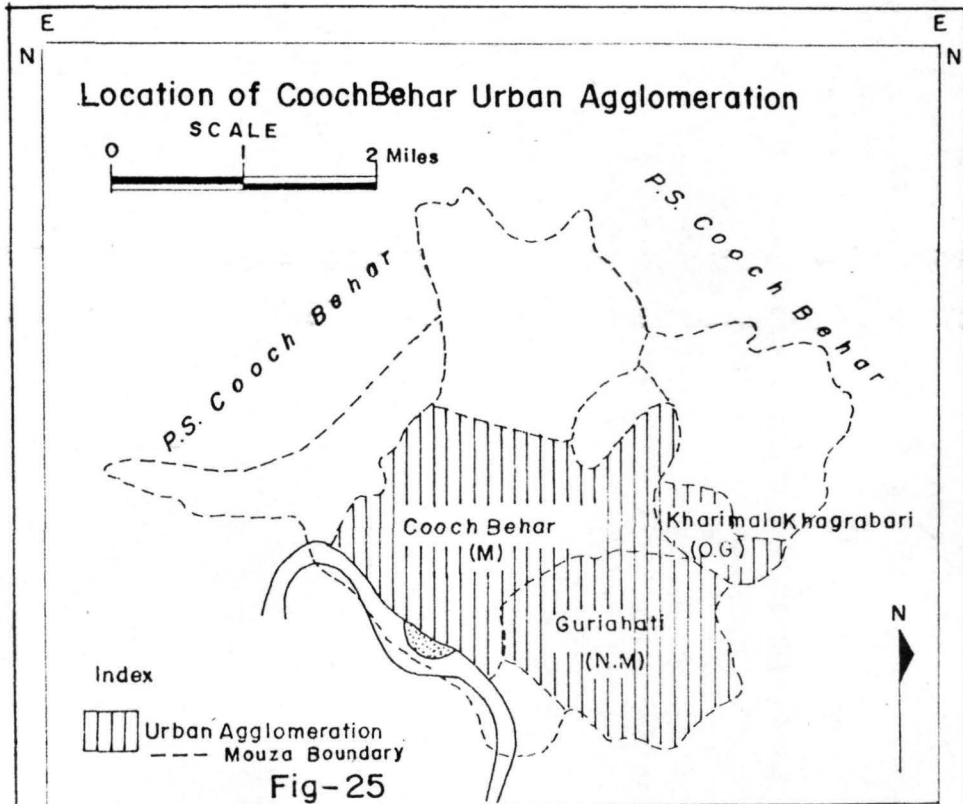 E E
N N
Location of CoochBehar Urban Agglomeration
SCALE
0 1 2 Miles
P.S. Cooch Behar
P.S. Cooch Behar
Cooch Behar
(M)
Kharimala Khagrabari
(O.G)
Guriahati
(N.M)
N
Index
Urban Agglomeration
Mouza Boundary
Fig-25